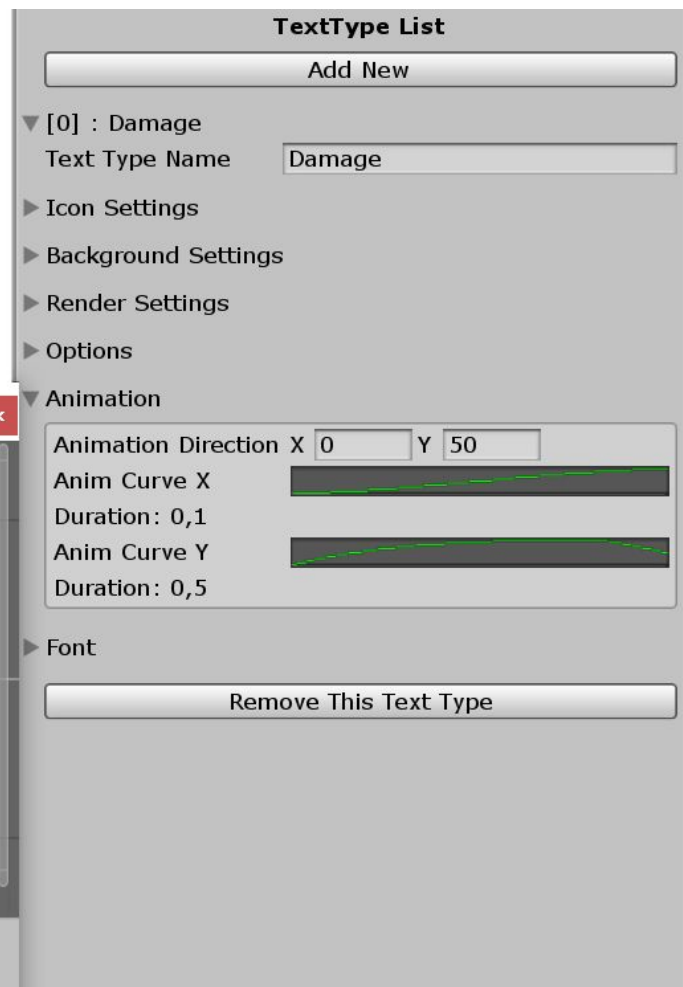 TextType List
Add New
[0] : Damage
Text Type Name Damage
Icon Settings
Background Settings
Render Settings
Options
Animation
Animation Direction X 0 Y 50
Anim Curve X
Duration: 0,1
Anim Curve Y
Duration: 0,5
Font
Remove This Text Type